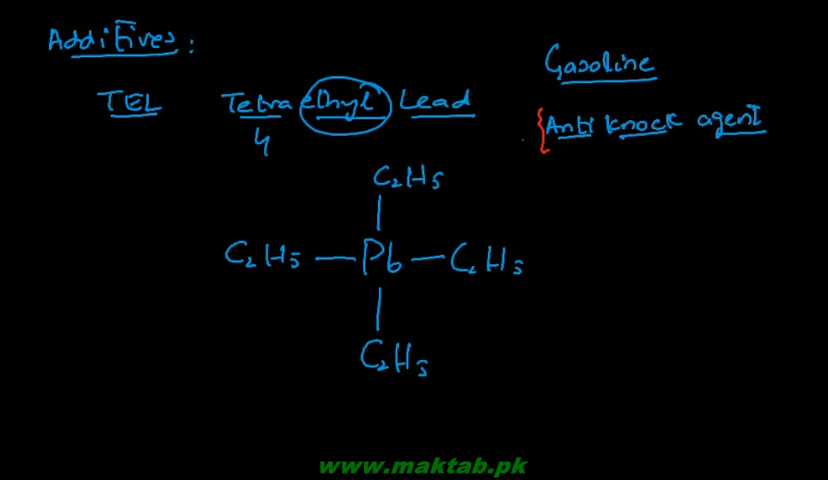 Additives:
Gasoline
TEL Tetra ethyl Lead
Anti knock agent
4
C2H5
C2H5 — Pb — C2H5
C2H5
www.maktab.pk